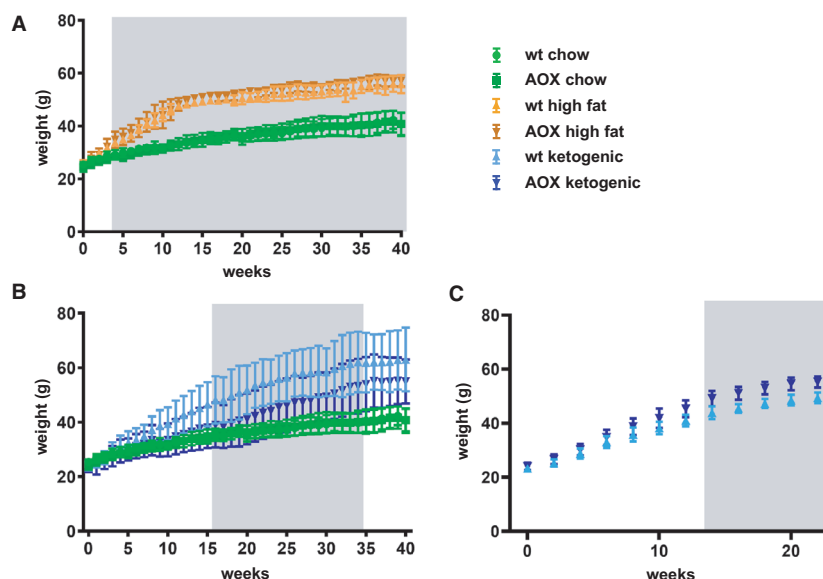 A
80
60
40
20
0
weight (g)
0 5 10 15 20 25 30 35 40
weeks
wt chow
AOX chow
wt high fat
AOX high fat
wt ketogenic
AOX ketogenic
B
80
60
40
20
0
weight (g)
0 5 10 15 20 25 30 35 40
weeks
C
80
60
40
20
0
weight (g)
0 10 20
weeks